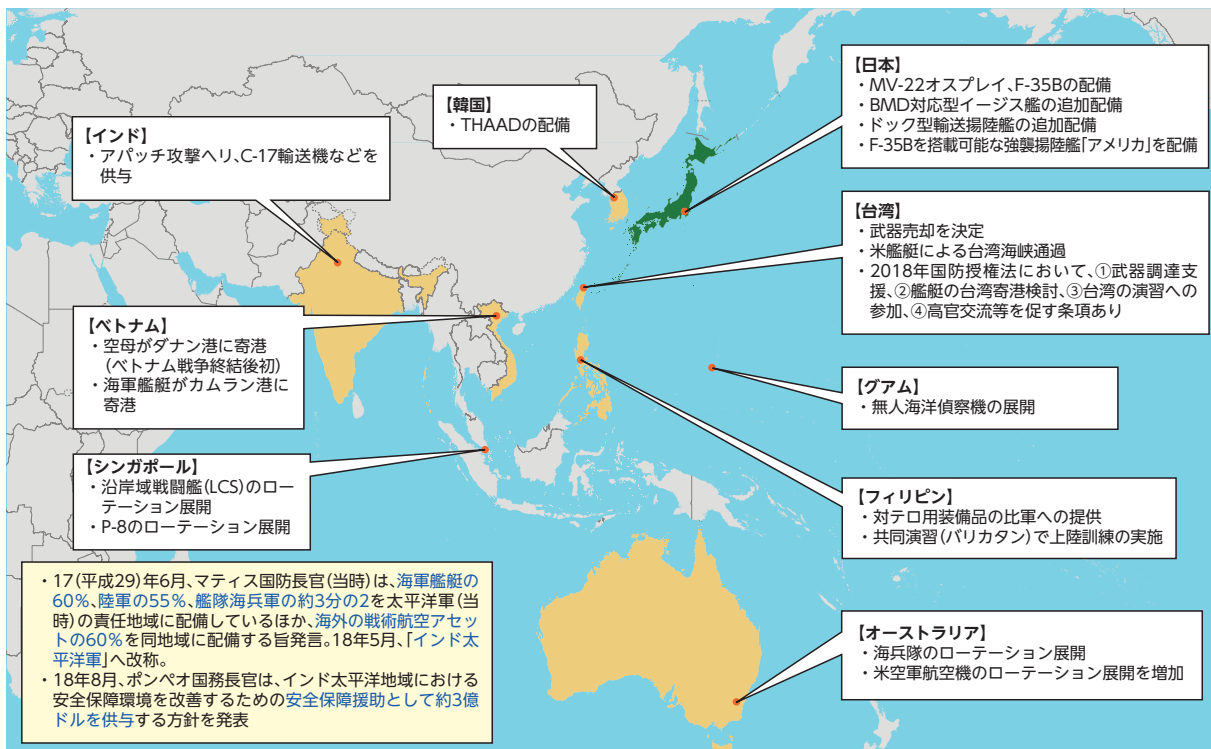 【日本】
・MV-22オスプレイ、F-35Bの配備
・BMD対応型イージス艦の追加配備
・ドック型輸送揚陸艦の追加配備
・F-35Bを搭載可能な強襲揚陸艦「アメリカ」を配備
【韓国】
・THAADの配備
【インド】
・アパッチ攻撃ヘリ、C-17輸送機などを
供与
【台湾】
・武器売却を決定
・米艦艇による台湾海峡通過
・2018年国防授権法において、①武器調達支
援、②艦艇の台湾寄港検討、③台湾の演習への
参加、④高官交流等を促す条項あり
【ベトナム】
・空母がダナン港に寄港
(ベトナム戦争終結後初)
・海軍艦艇がカムラン港に
寄港
【グアム】
・無人海洋偵察機の展開
【シンガポール】
・沿岸域戦闘艦(LCS)のロー
テーション展開
・P-8のローテーション展開
【フィリピン】
・対テロ用装備品の比軍への提供
・共同演習(バリカタン)で上陸訓練の実施
・17(平成29)年6月、マティス国防長官(当時)は、海軍艦艇の
60%、陸軍の55%、艦隊海兵軍の約3分の2を太平洋軍(当
時)の責任地域に配備しているほか、海外の戦術航空アセッ
トの60%を同地域に配備する旨発言。18年5月、「インド太
平洋軍」へ改称。
・18年8月、ポンペオ国務長官は、インド太平洋地域における
安全保障環境を改善するための安全保障援助として約3億
ドルを供与する方針を発表
【オーストラリア】
・海兵隊のローテーション展開
・米空軍航空機のローテーション展開を増加